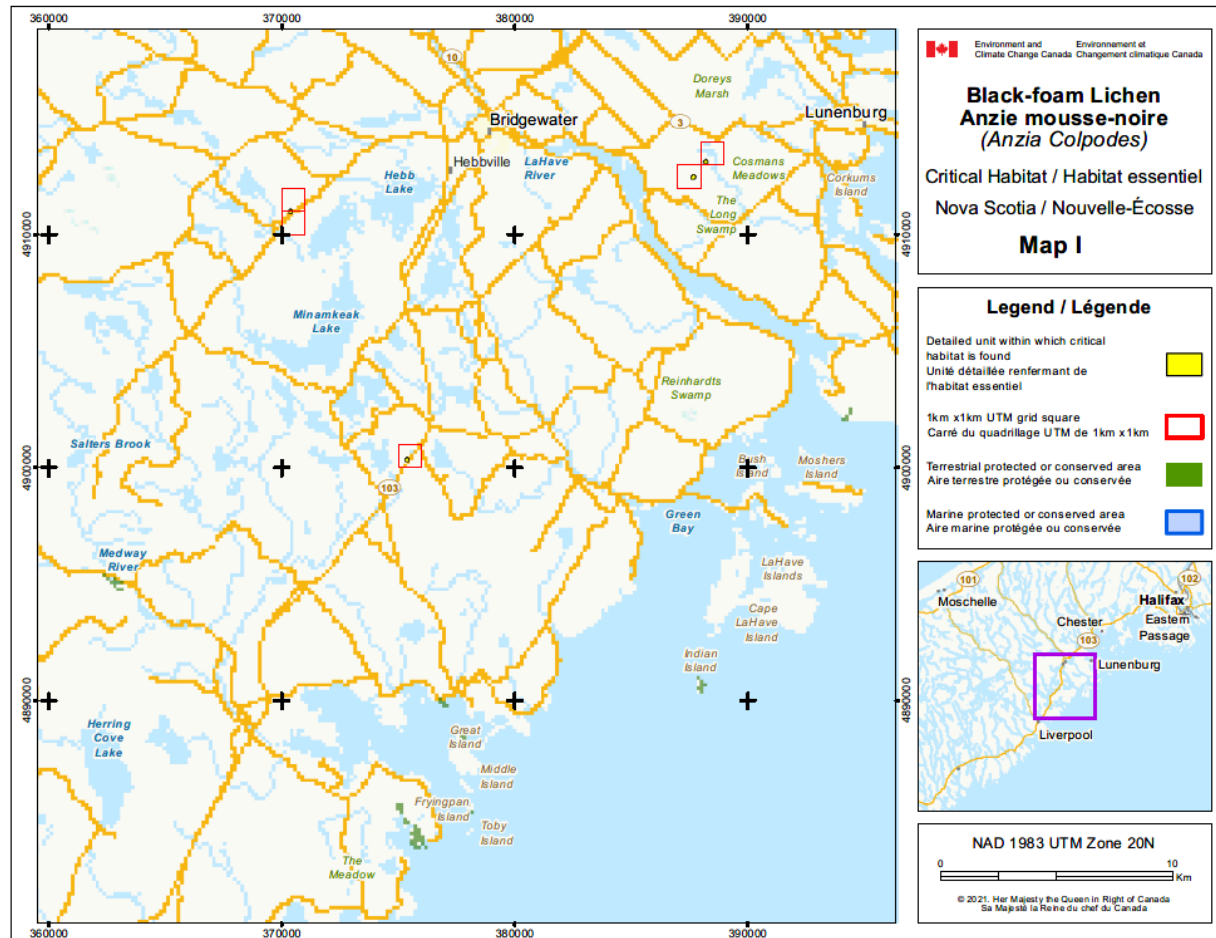 360000
370000
380000
390000
10
Doreys
Marsh
Bridgewater
3
Lunenburg
Hebbville
LaHave
River
Cosmans
Meadows
Hebb
Lake
Corkums
Island
The
Long
Swamp
4910000
4910000
Minamkeak
Lake
Reinhardts
Swamp
Salters Brook
Bush
Island
Moshers
Island
4900000
4900000
103
Green
Bay
Medway
River
LaHave
Islands
Cape
LaHave
Island
Indian
Island
4890000
4890000
Herring
Cove
Lake
Great
Island
Middle
Island
Fryingpan
Island
Toby
Island
The
Meadow
360000
370000
380000
390000
Environment and
Climate Change Canada
Environnement et
Changement climatique Canada
Black-foam Lichen
Anzie mousse-noire
(Anzia Colpodes)
Critical Habitat / Habitat essentiel
Nova Scotia / Nouvelle-Écosse
Map I
Legend / Légende
Detailed unit within which critical
habitat is found
Unité détaillée renfermant de
l'habitat essentiel
1km x1km UTM grid square
Carré du quadrillage UTM de 1km x1km
Terrestrial protected or conserved area
Aire terrestre protégée ou conservée
Marine protected or conserved area
Aire marine protégée ou conservée
101
102
Moschelle
Halifax
Chester
Eastern
Passage
103
Lunenburg
Liverpool
NAD 1983 UTM Zone 20N
0
10
Km
© 2021. Her Majesty the Queen in Right of Canada
Sa Majesté la Reine du chef du Canada